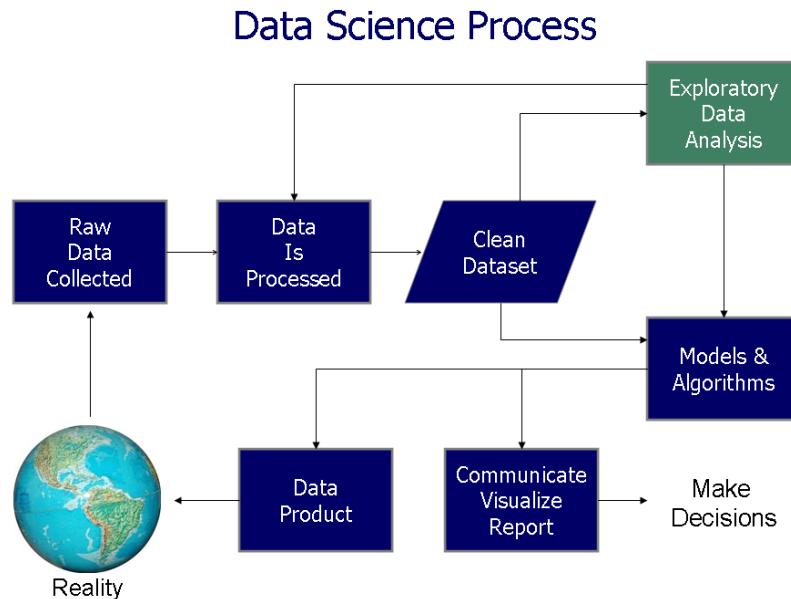 Data Science Process
Exploratory
Data
Analysis
Raw
Data
Collected
Data
Is
Processed
Clean
Dataset
Models &
Algorithms
Data
Product
Communicate
Visualize
Report
Make
Decisions
Reality